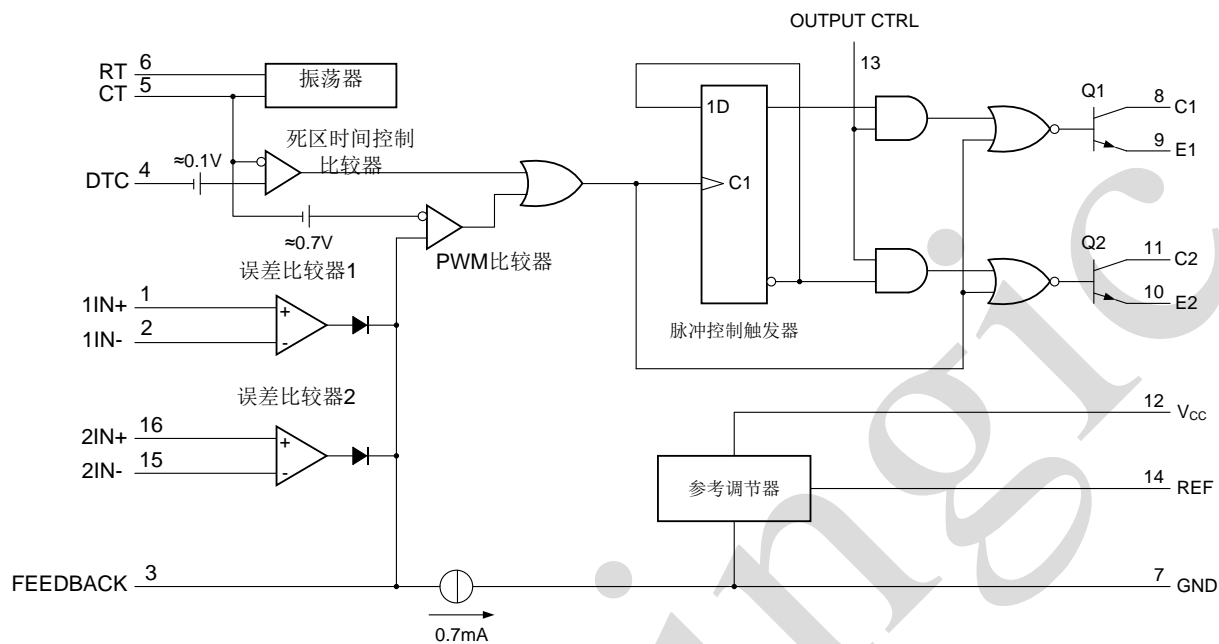 OUTPUT CTRL
13
RT 6
CT 5
振荡器
死区时间控制
比较器
≈0.1V
DTC 4
≈0.7V
PWM比较器
1D
C1
脉冲控制触发器
Q1
8 C1
9 E1
Q2
11 C2
10 E2
误差比较器1
1IN+ 1
1IN- 2
+
-
误差比较器2
2IN+ 16
2IN- 15
+
-
12 VCC
参考调节器
14 REF
FEEDBACK 3
0.7mA
7 GND
ingic